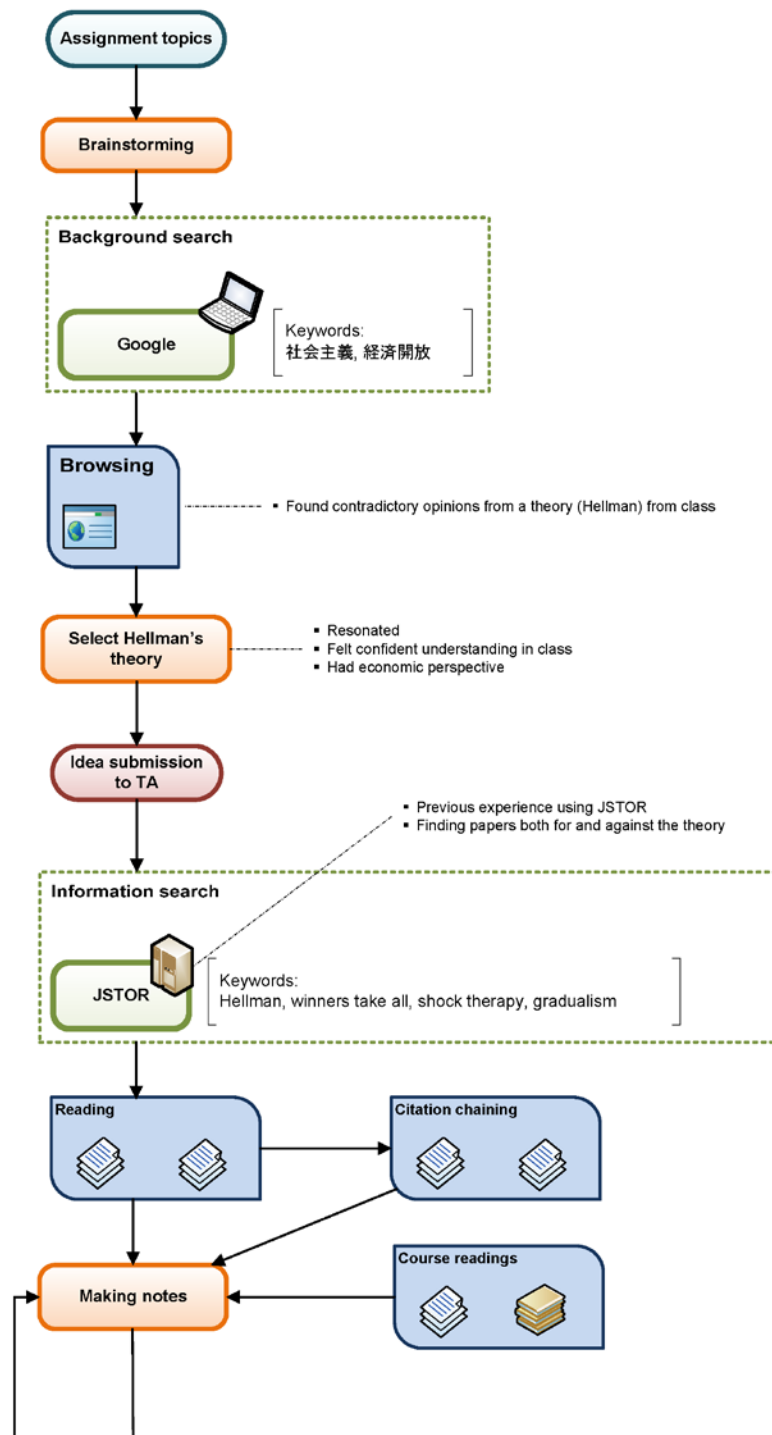 Assignment topics
Brainstorming
Background search
Google
Keywords:
社会主義, 経済開放
Browsing
▪ Found contradictory opinions from a theory (Hellman) from class
Select Hellman's
theory
▪ Resonated
▪ Felt confident understanding in class
▪ Had economic perspective
Idea submission
to TA
▪ Previous experience using JSTOR
▪ Finding papers both for and against the theory
Information search
JSTOR
Keywords:
Hellman, winners take all, shock therapy, gradualism
Reading
Citation chaining
Course readings
Making notes